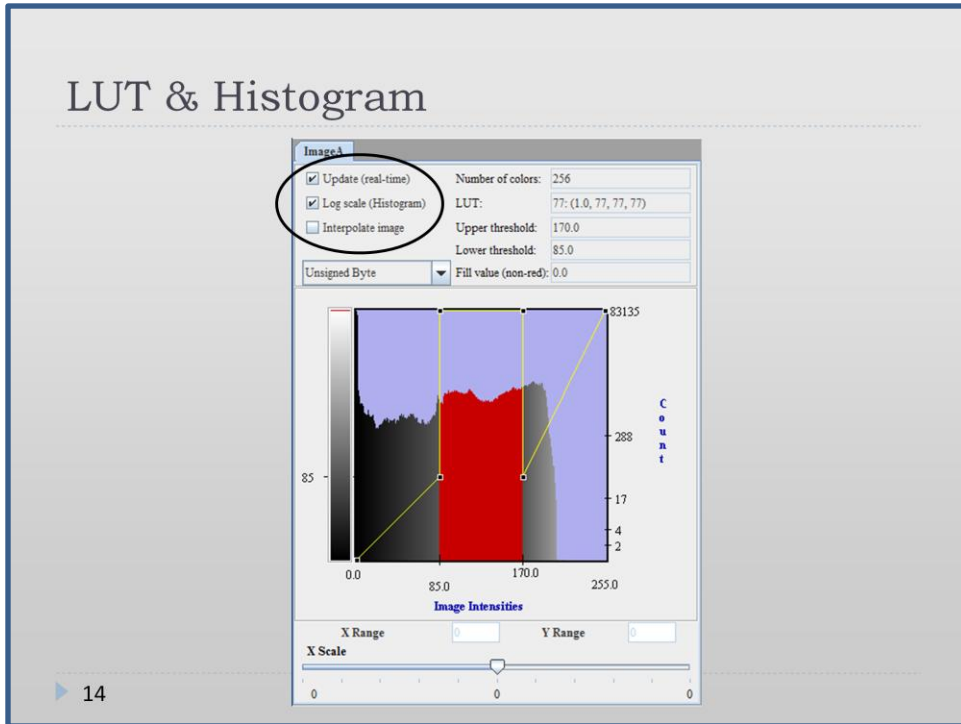 LUT & Histogram
ImageA
Update (real-time)
Number of colors: 256
Log scale (Histogram)
LUT: 77: (1.0, 77, 77, 77)
Interpolate image
Upper threshold: 170.0
Lower threshold: 85.0
Unsigned Byte
Fill value (non-red): 0.0
83135
Count
288
85
17
4
2
0.0
85.0
170.0
255.0
Image Intensities
X Range 0 Y Range 0
X Scale
0 0 0
14